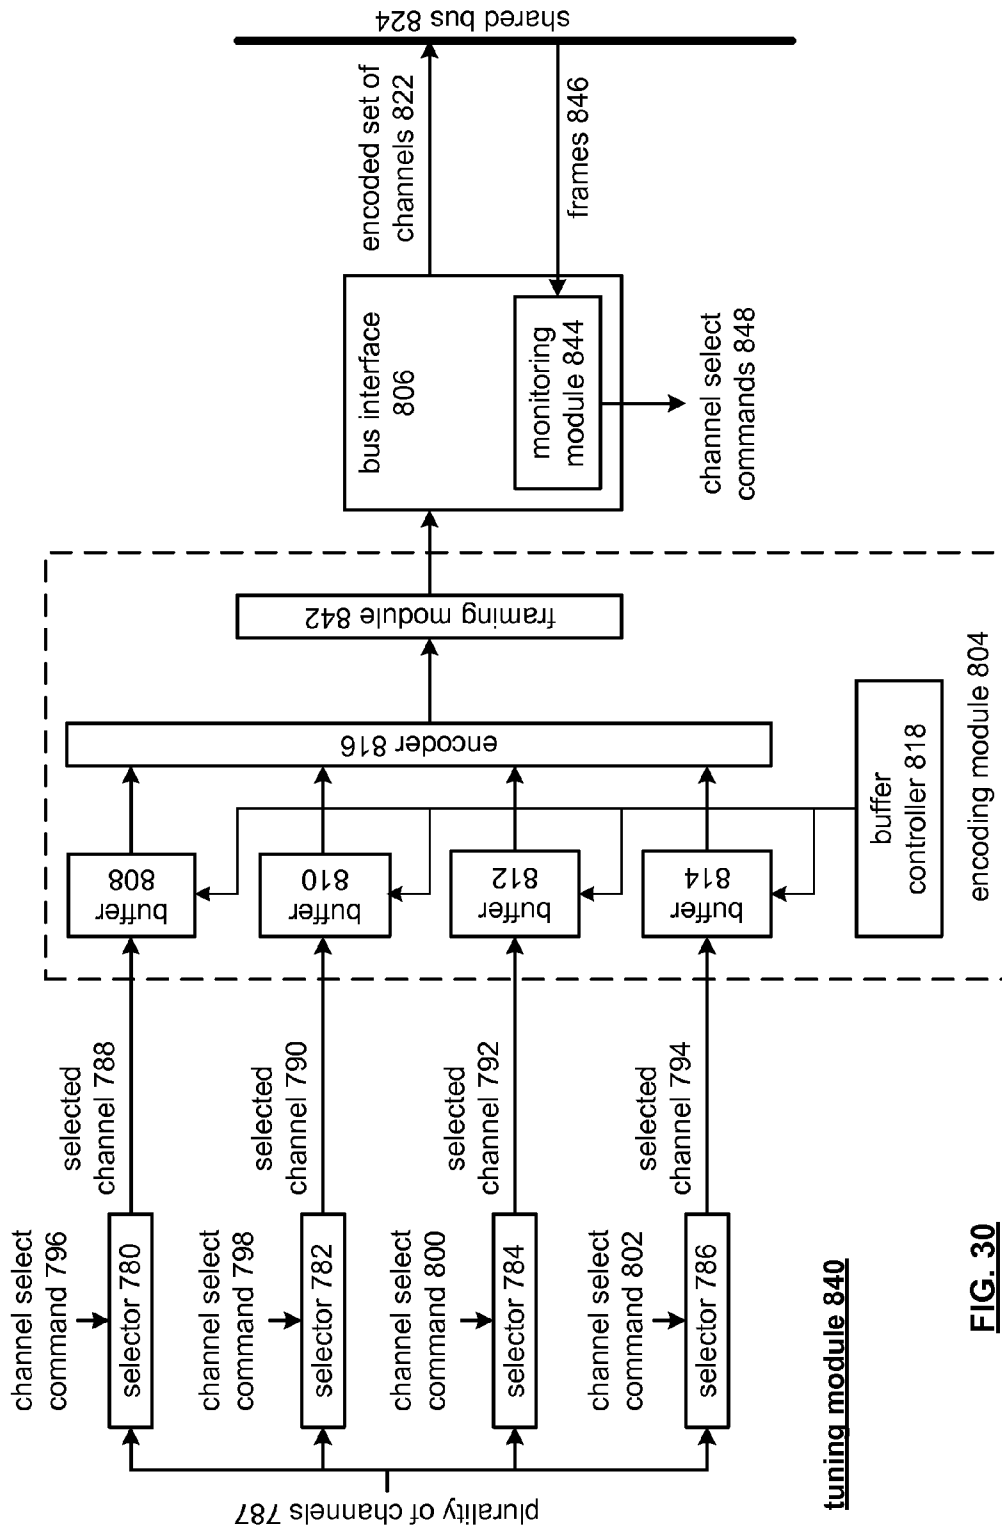 plurality of channels 787
channel select
command 796
selector 780
selected
channel 788
channel select
command 798
selector 782
selected
channel 790
channel select
command 800
selector 784
selected
channel 792
channel select
command 802
selector 786
selected
channel 794
buffer
808
buffer
810
buffer
812
buffer
814
buffer
controller 818
encoder 816
framing module 842
encoding module 804
bus interface
806
monitoring
module 844
channel select
commands 848
encoded set of
channels 822
frames 846
shared bus 824
tuning module 840
FIG. 30